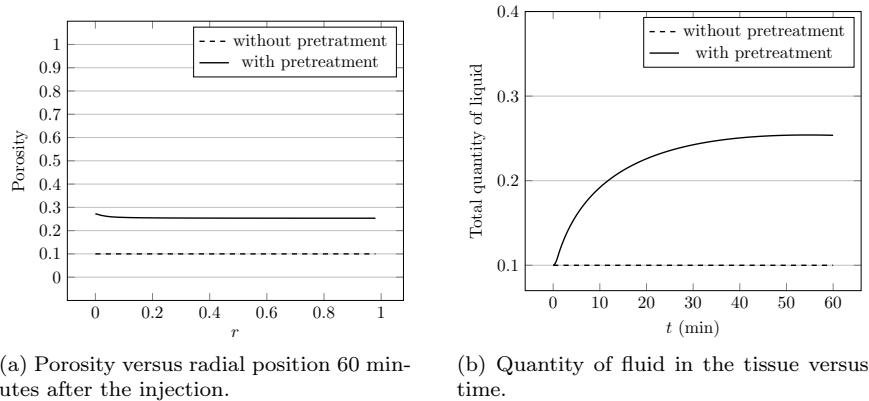 1
0.9
0.8
0.7
0.6
0.5
0.4
0.3
0.2
0.1
0
Porosity
without pretratment
with pretreatment
0 0.2 0.4 0.6 0.8 1
r
(a) Porosity versus radial position 60 min-
utes after the injection.
0.4
0.3
0.2
0.1
Total quantity of liquid
without pretreatment
with pretreatment
0 10 20 30 40 50 60
t (min)
(b) Quantity of fluid in the tissue versus
time.